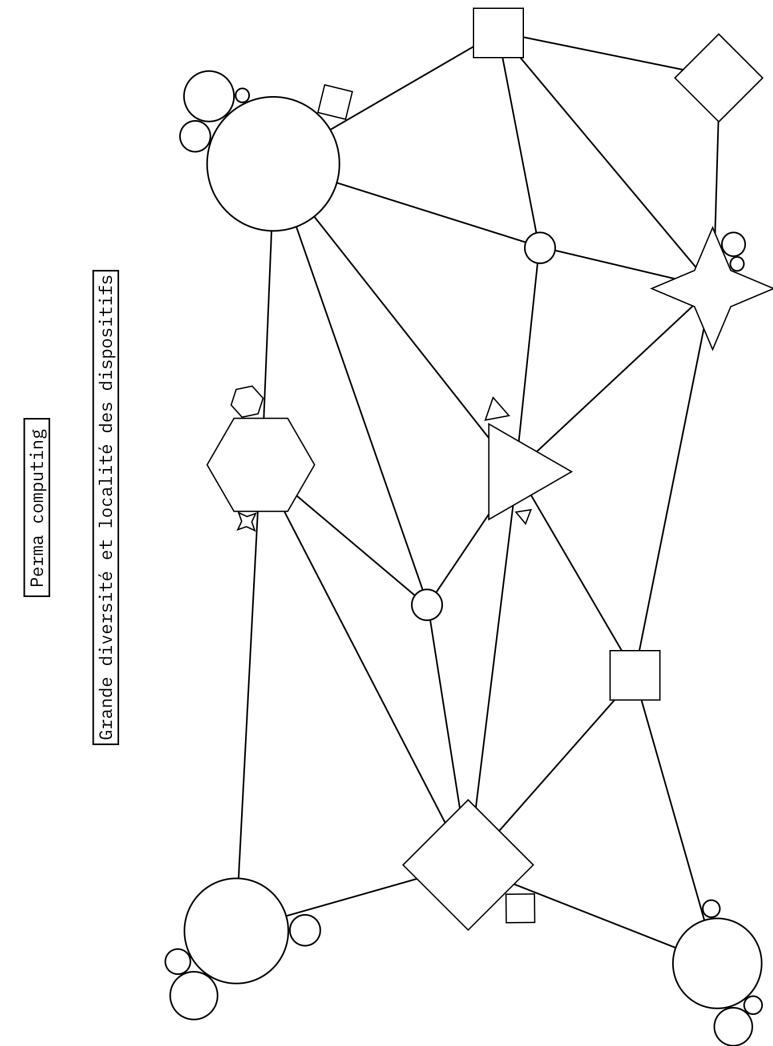 Perma computing
Grande diversité et localité des dispositifs